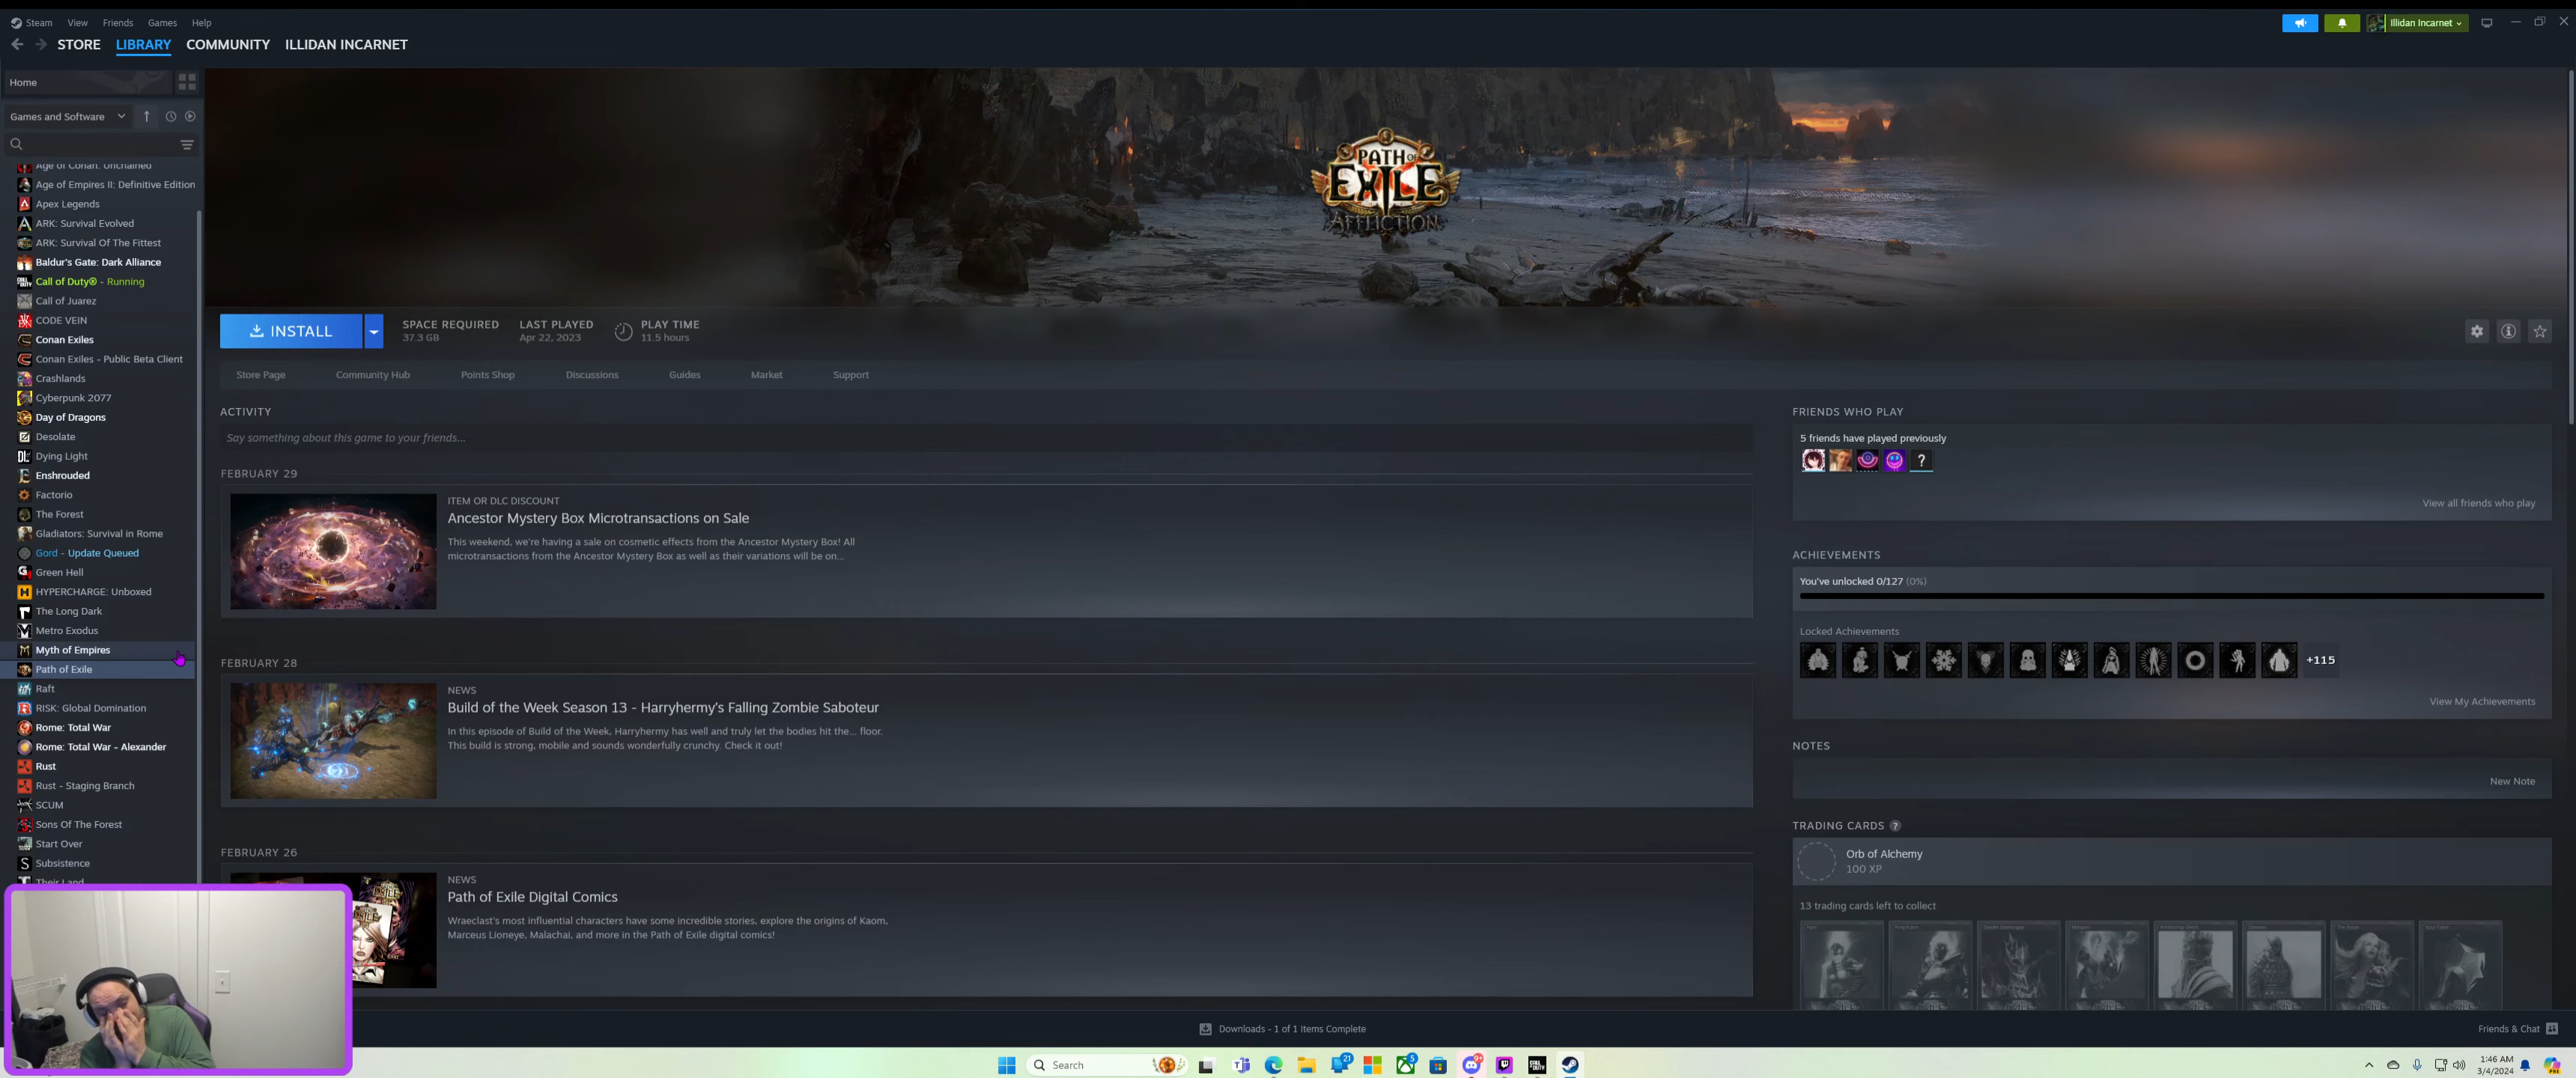 Steam View Friends Games Help
Illidan Incarnet
STORE LIBRARY COMMUNITY ILLIDAN INCARNET
Home
Games and Software
Age of Conan: Unchained
Age of Empires II: Definitive Edition
Apex Legends
ARK: Survival Evolved
ARK: Survival Of The Fittest
Baldur's Gate: Dark Alliance
Call of Duty® - Running
Call of Juarez
CODE VEIN
Conan Exiles
Conan Exiles - Public Beta Client
Crashlands
Cyberpunk 2077
Day of Dragons
Desolate
Dying Light
Enshrouded
Factorio
The Forest
Gladiators: Survival in Rome
Gord - Update Queued
Green Hell
HYPERCHARGE: Unboxed
The Long Dark
Metro Exodus
Myth of Empires
Path of Exile
Raft
RISK: Global Domination
Rome: Total War
Rome: Total War - Alexander
Rust
Rust - Staging Branch
SCUM
Sons Of The Forest
Start Over
Subsistence
Their Land
PATH OF
EXILE
AFFLICTION
INSTALL
SPACE REQUIRED
37.3 GB
LAST PLAYED
Apr 22, 2023
PLAY TIME
11.5 hours
Store Page Community Hub Points Shop Discussions Guides Market Support
ACTIVITY
Say something about this game to your friends...
FEBRUARY 29
ITEM OR DLC DISCOUNT
Ancestor Mystery Box Microtransactions on Sale
This weekend, we're having a sale on cosmetic effects from the Ancestor Mystery Box! All
microtransactions from the Ancestor Mystery Box as well as their variations will be on...
FEBRUARY 28
NEWS
Build of the Week Season 13 - Harryhermy's Falling Zombie Saboteur
In this episode of Build of the Week, Harryhermy has well and truly let the bodies hit the... floor.
This build is strong, mobile and sounds wonderfully crunchy. Check it out!
FEBRUARY 26
NEWS
Path of Exile Digital Comics
Wraeclast's most influential characters have some incredible stories, explore the origins of Kaom,
Marceus Lioneye, Malachai, and more in the Path of Exile digital comics!
FRIENDS WHO PLAY
5 friends have played previously
?
View all friends who play
ACHIEVEMENTS
You've unlocked 0/127 (0%)
Locked Achievements
+115
View My Achievements
NOTES
New Note
TRADING CARDS ?
Orb of Alchemy
100 XP
13 trading cards left to collect
Downloads - 1 of 1 Items Complete
Friends & Chat
Search
21
5
9+
1:46 AM
3/4/2024